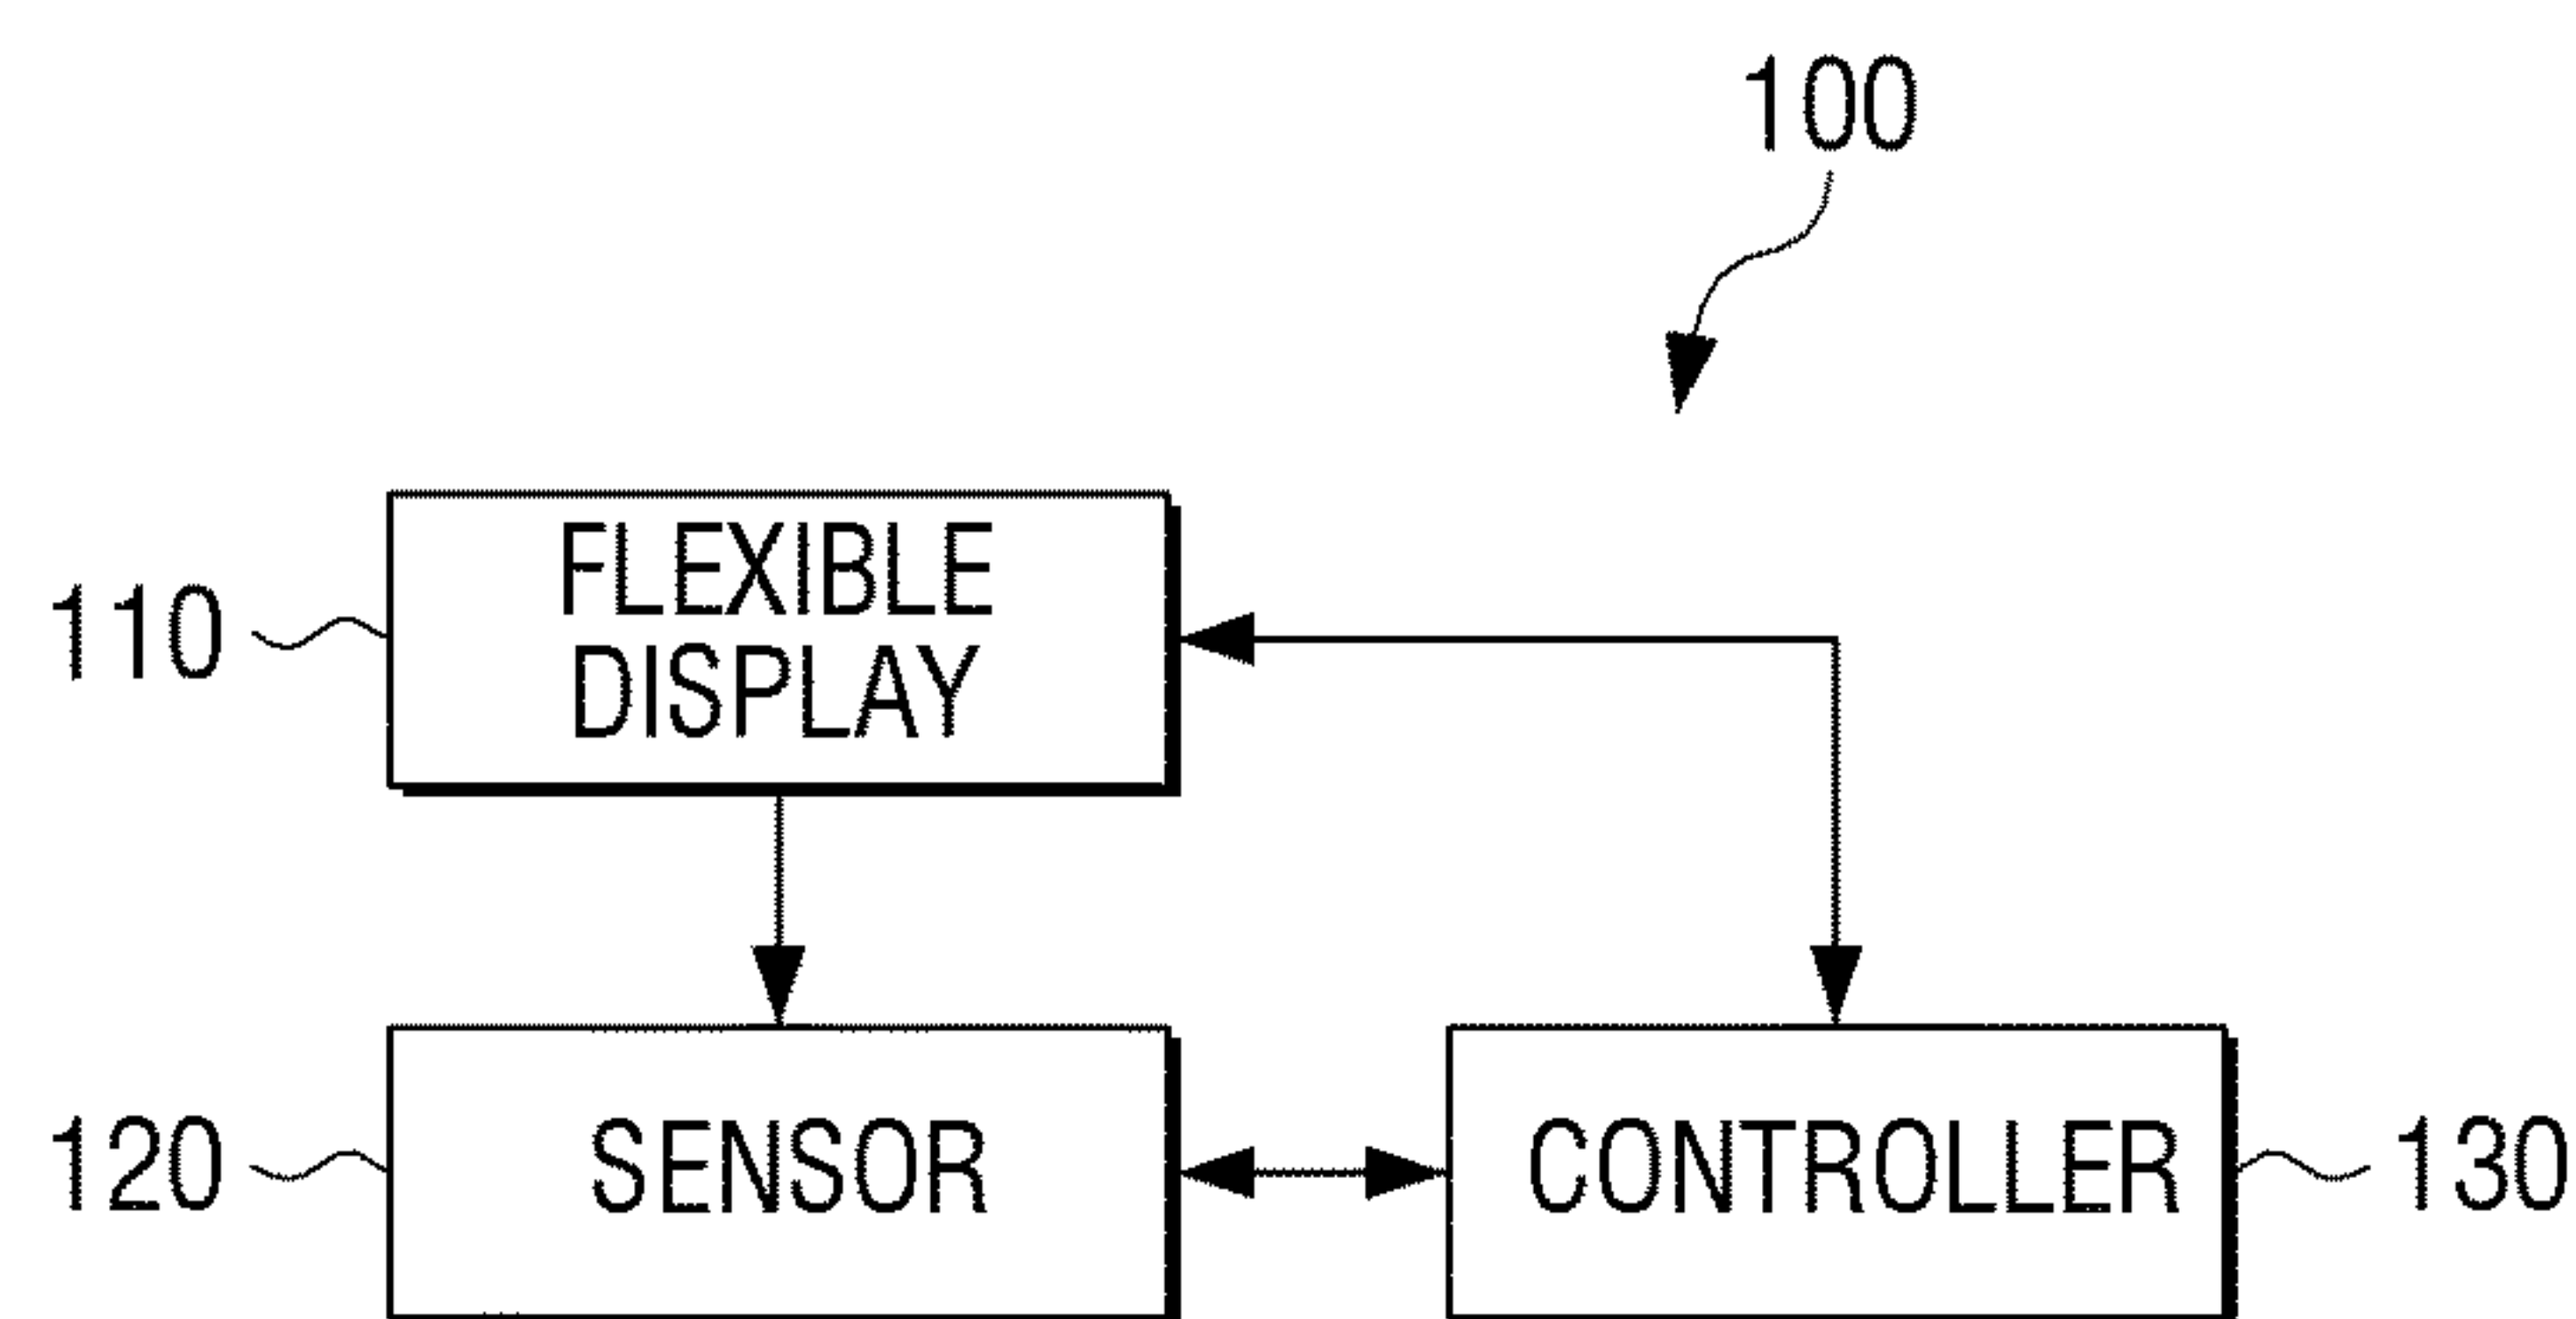 100
110
FLEXIBLE
DISPLAY
120
SENSOR
CONTROLLER
130